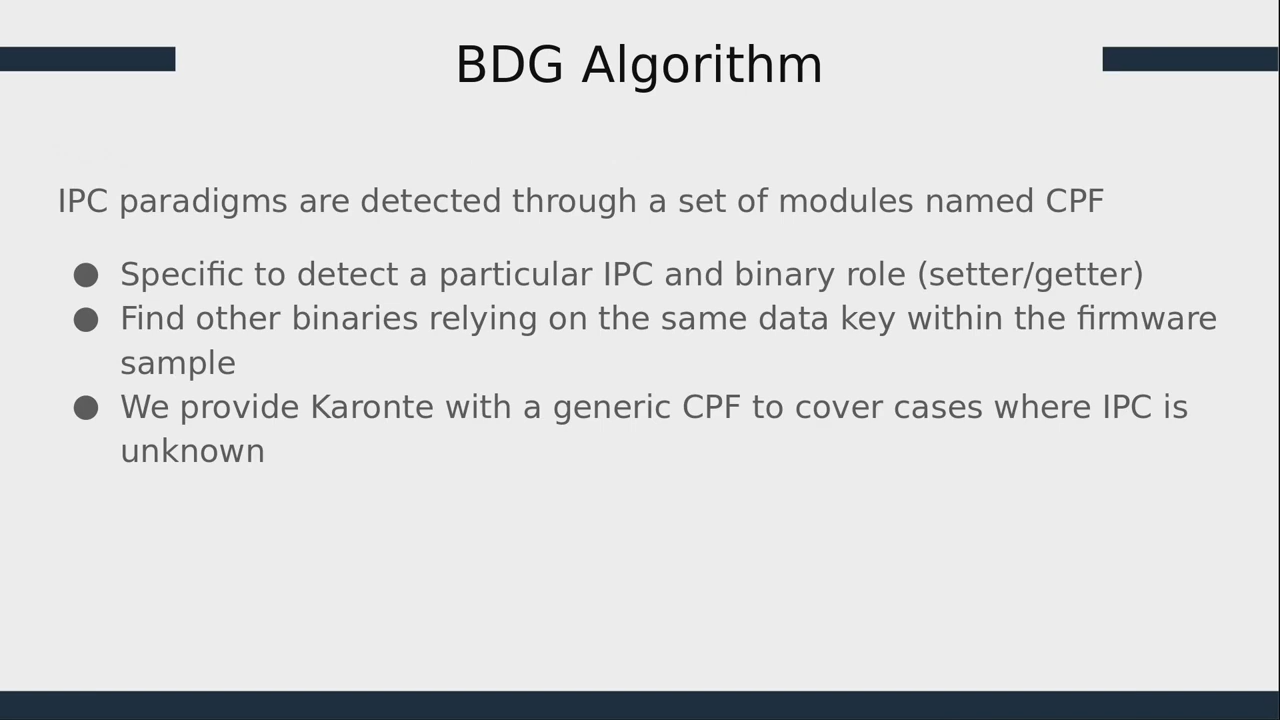 BDG Algorithm
IPC paradigms are detected through a set of modules named CPF
● Specific to detect a particular IPC and binary role (setter/getter)
● Find other binaries relying on the same data key within the firmware
sample
● We provide Karonte with a generic CPF to cover cases where IPC is
unknown